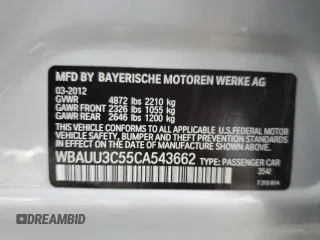 MFD BY BAYERISCHE MOTOREN WERKE AG
03-2012
GVWR 4872 lbs 2210 kg
GAWR FRONT 2326 lbs 1055 kg
GAWR REAR 2646 lbs 1200 kg
THIS VEHICLE CONFORMS TO ALL APPLICABLE FEDERAL MOTOR
VEHICLE SAFETY, BUMPER, AND THEFT PREVENTION STANDARDS
IN EFFECT ON THE DATE OF MANUFACTURE SHOWN ABOVE.
WBAUU3C55CA543662 TYPE: PASSENGER CAR
354/
DREAMBID